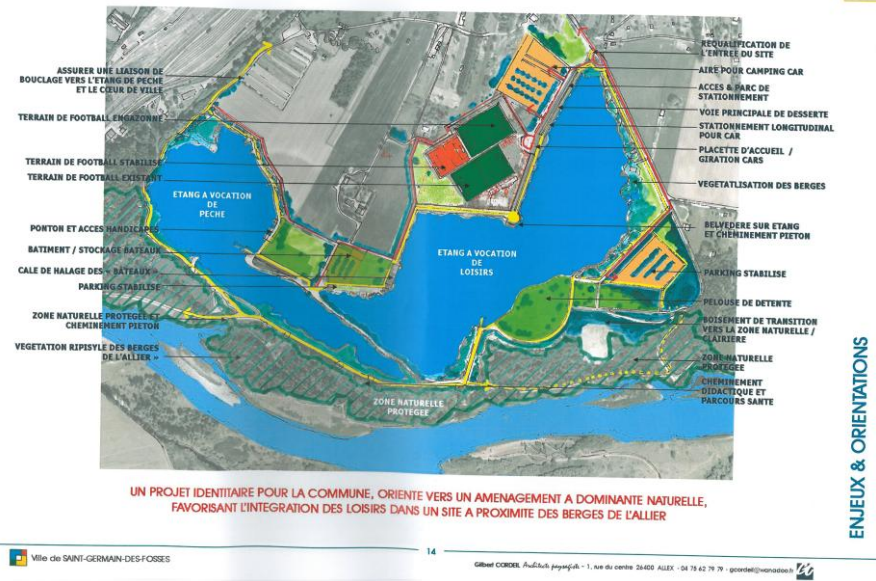 ASSURER UNE LIAISON DE
BOUCLAGE VERS L'ETANG DE PECHE
ET LE CŒUR DE VILLE
TERRAIN DE FOOTBALL ENGAZONNE
TERRAIN DE FOOTBALL STABILISE
TERRAIN DE FOOTBALL EXISTANT
PONTON ET ACCES HANDICAPES
BATIMENT / STOCKAGE BATEAUX
CALE DE HALAGE DES « BATEAUX »
PARKING STABILISE
ZONE NATURELLE PROTEGEE ET
CHEMINEMENT PIETON
VEGETATION RIPISYLE DES BERGES
DE L'ALLIER »
ETANG A VOCATION
DE
PECHE
ETANG A VOCATION
DE
LOISIRS
ZONE NATURELLE
PROTEGEE
REQUALIFICATION DE
L'ENTREE DU SITE
AIRE POUR CAMPING CAR
ACCES & PARC DE
STATIONNEMENT
VOIE PRINCIPALE DE DESSERTE
STATIONNEMENT LONGITUDINAL
POUR CAR
PLACETTE D'ACCUEIL /
GIRATION CARS
VEGETATLISATION DES BERGES
BELVEDERE SUR ETANG
ET CHEMINEMENT PIETON
PARKING STABILISE
PELOUSE DE DETENTE
BOISEMENT DE TRANSITION
VERS LA ZONE NATURELLE /
CLAIRIERE
ZONE NATURELLE
PROTEGEE
CHEMINEMENT
DIDACTIQUE ET
PARCOURS SANTE
ENJEUX & ORIENTATIONS
UN PROJET IDENTITAIRE POUR LA COMMUNE, ORIENTE VERS UN AMENAGEMENT A DOMINANTE NATURELLE,
FAVORISANT L'INTEGRATION DES LOISIRS DANS UN SITE A PROXIMITE DES BERGES DE L'ALLIER
Ville de SAINT-GERMAIN-DES-FOSSES
14
Gilbert CORDEIL Architecte paysagiste - 1, rue du centre 26400 ALLEX - 04 75 62 79 79 - gcordeil@wanadoo.fr